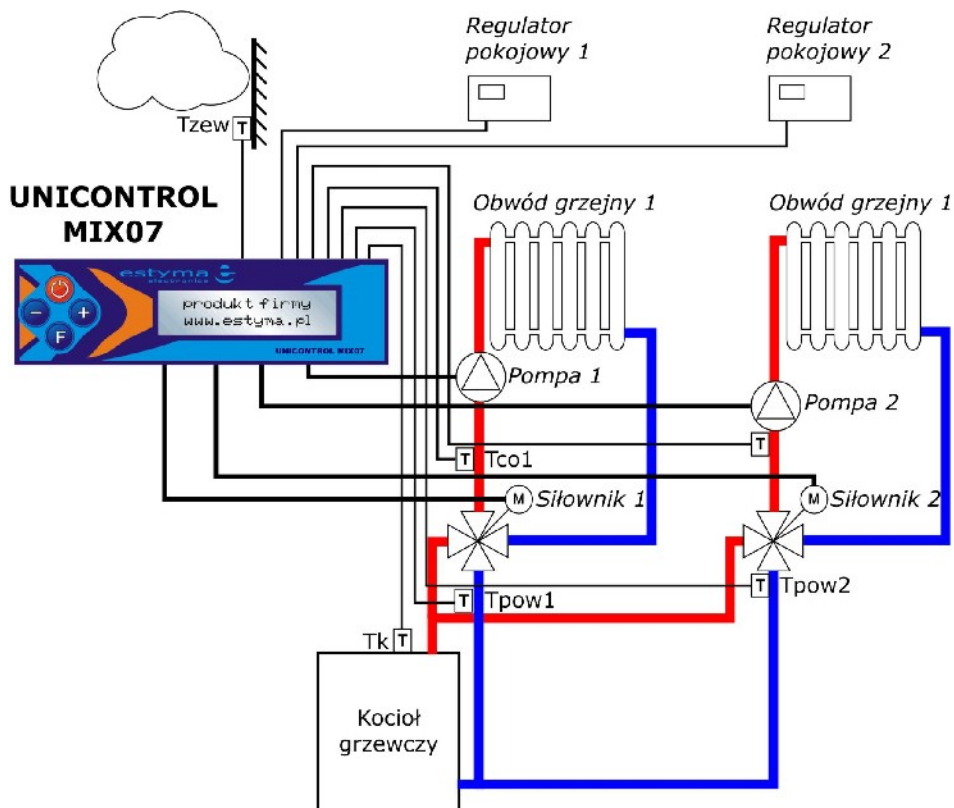 Regulator
pokojowy 1
Regulator
pokojowy 2
Tzew
T
UNICONTROL
MIX07
Obwód grzejny 1
Obwód grzejny 1
estyma
electronics
produkt firmy
www.estyma.pl
F
UNICONTROL MIX07
Pompa 1
Pompa 2
T
T
Tco1
M
Siłownik 1
M
Siłownik 2
T
Tpow1
T
Tpow2
Tk
T
Kocioł
grzewczy